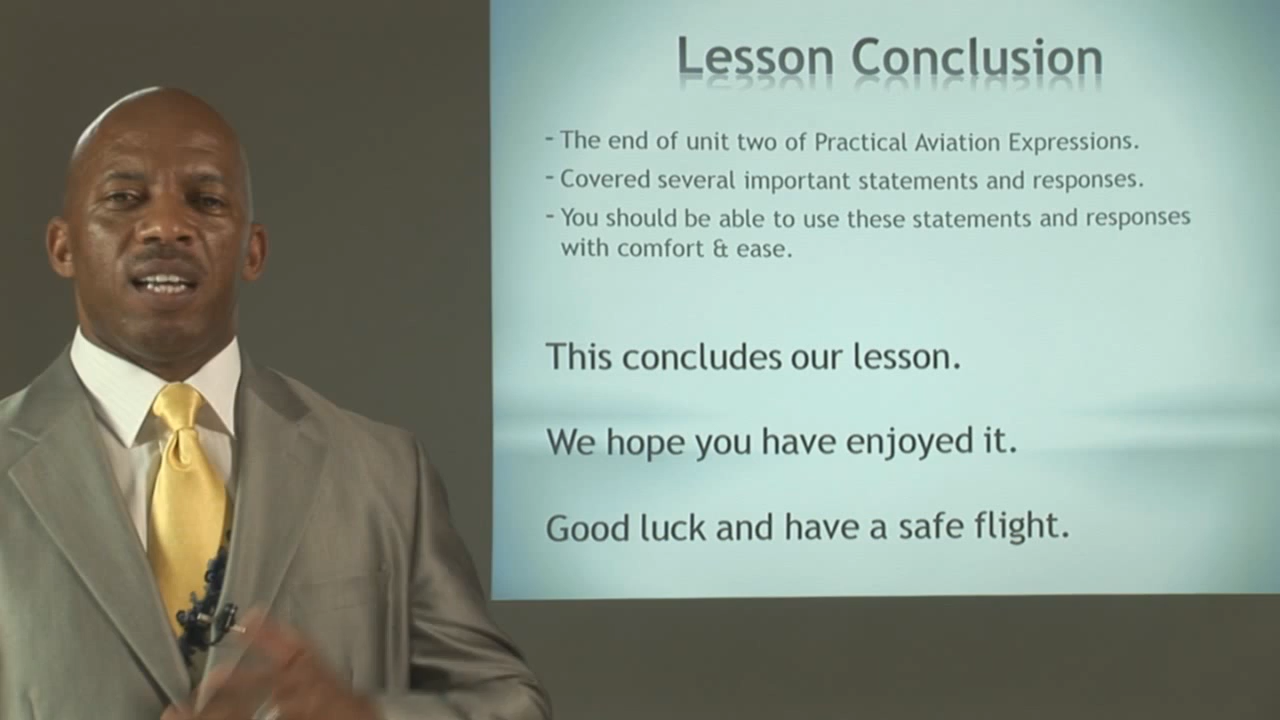 Lesson Conclusion
- The end of unit two of Practical Aviation Expressions.
- Covered several important statements and responses.
- You should be able to use these statements and responses
with comfort & ease.
This concludes our lesson.
We hope you have enjoyed it.
Good luck and have a safe flight.